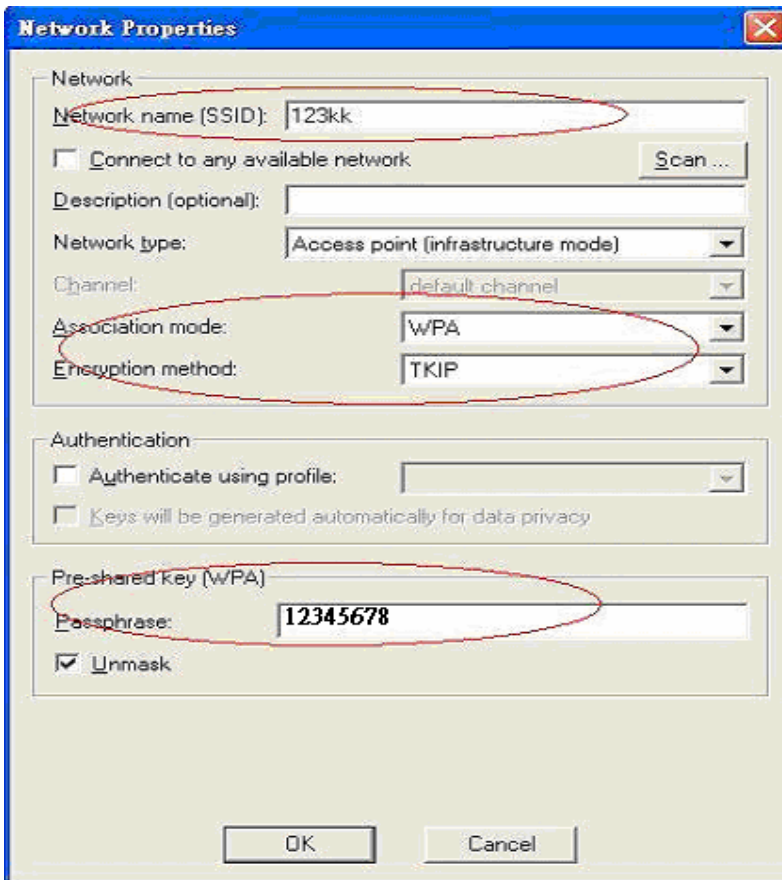 Network Properties
Network
Network name (SSID): 123kk
Connect to any available network Scan ...
Description (optional):
Network type: Access point (infrastructure mode)
Channel: default channel
Association mode: WPA
Encryption method: TKIP
Authentication
Authenticate using profile:
Keys will be generated automatically for data privacy
Pre-shared key (WPA)
Passphrase: 12345678
Unmask
OK Cancel